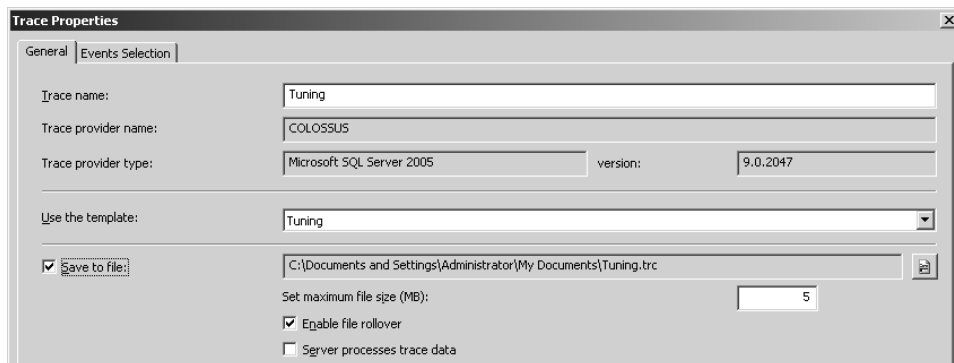 Trace Properties
General Events Selection
Trace name: Tuning
Trace provider name: COLOSSUS
Trace provider type: Microsoft SQL Server 2005 version: 9.0.2047
Use the template: Tuning
Save to file: C:\Documents and Settings\Administrator\My Documents\Tuning.trc
Set maximum file size (MB): 5
Enable file rollover
Server processes trace data